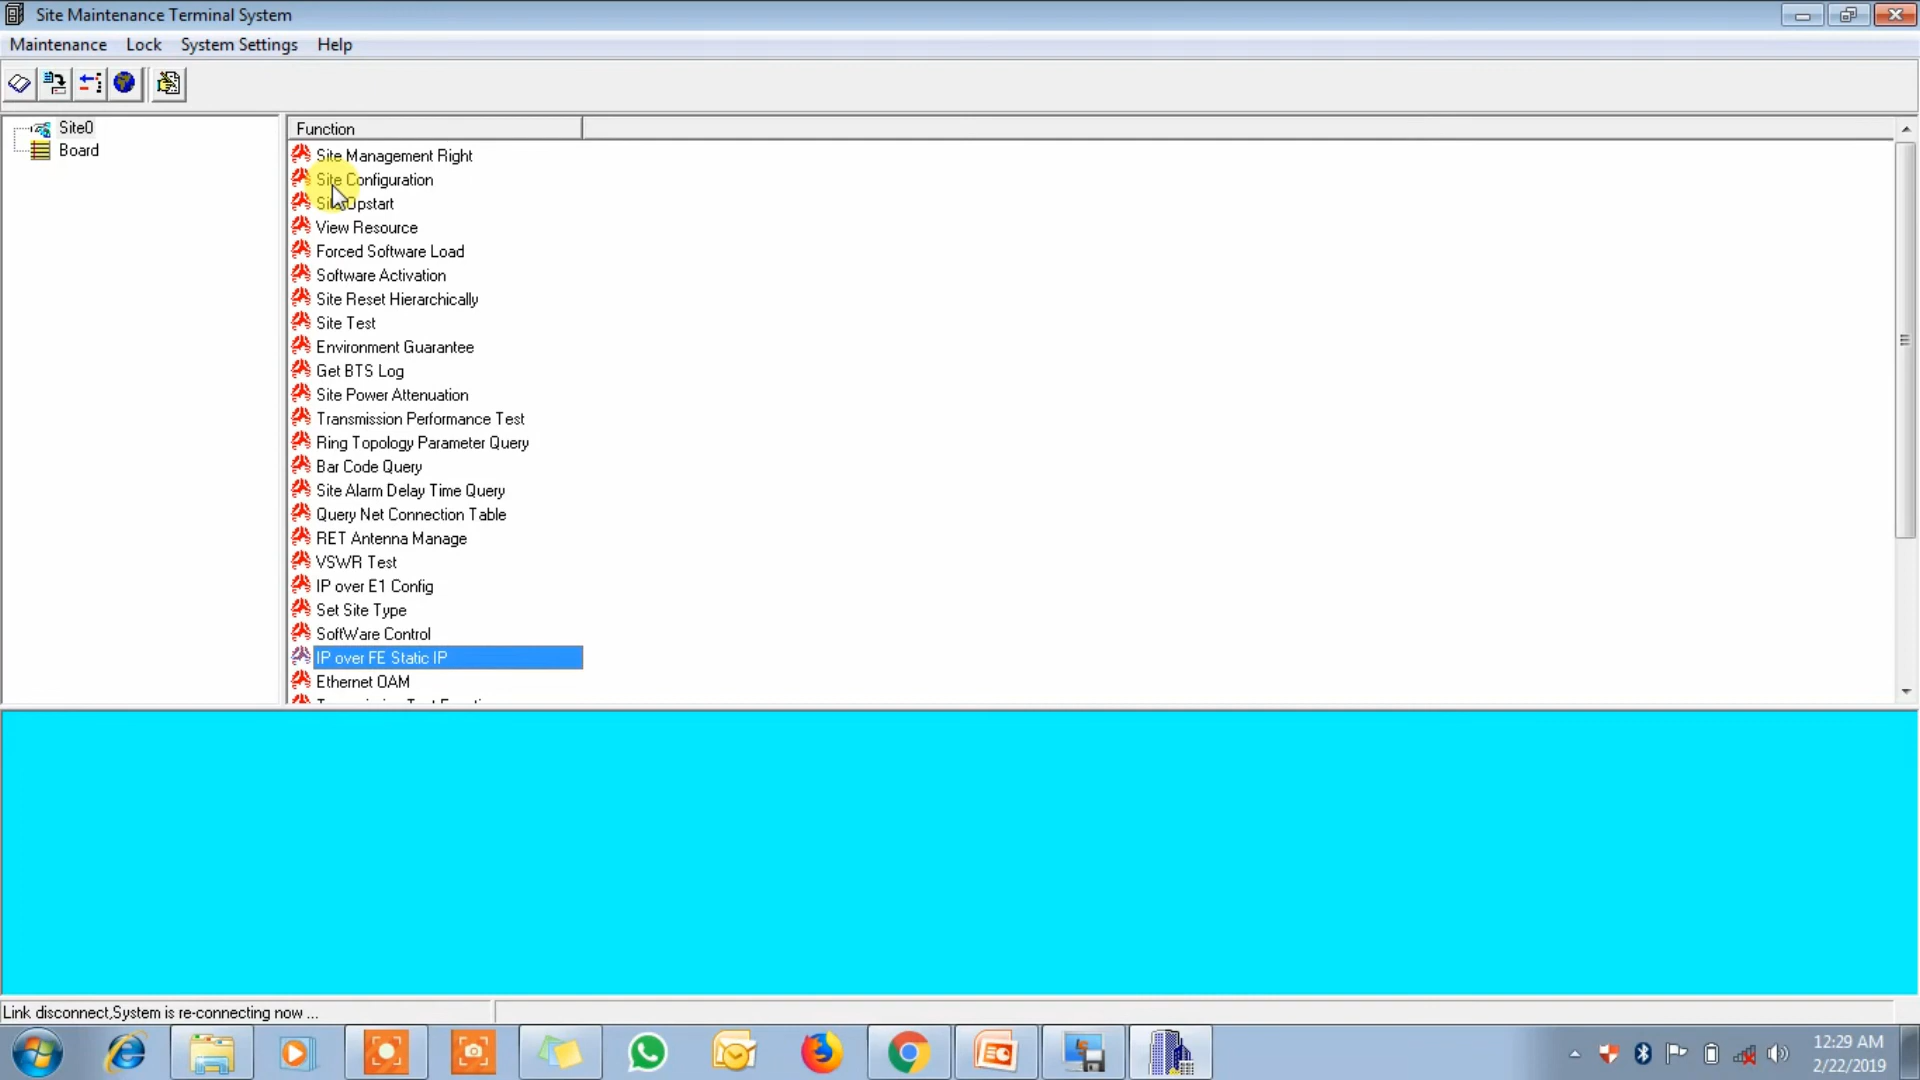 Site Maintenance Terminal System
Maintenance Lock System Settings Help
Site0
Board
Function
Site Management Right
Site Configuration
Site Opstart
View Resource
Forced Software Load
Software Activation
Site Reset Hierarchically
Site Test
Environment Guarantee
Get BTS Log
Site Power Attenuation
Transmission Performance Test
Ring Topology Parameter Query
Bar Code Query
Site Alarm Delay Time Query
Query Net Connection Table
RET Antenna Manage
VSWR Test
IP over E1 Config
Set Site Type
SoftWare Control
IP over FE Static IP
Ethernet OAM
Link disconnect,System is re-connecting now ...
12:29 AM
2/22/2019